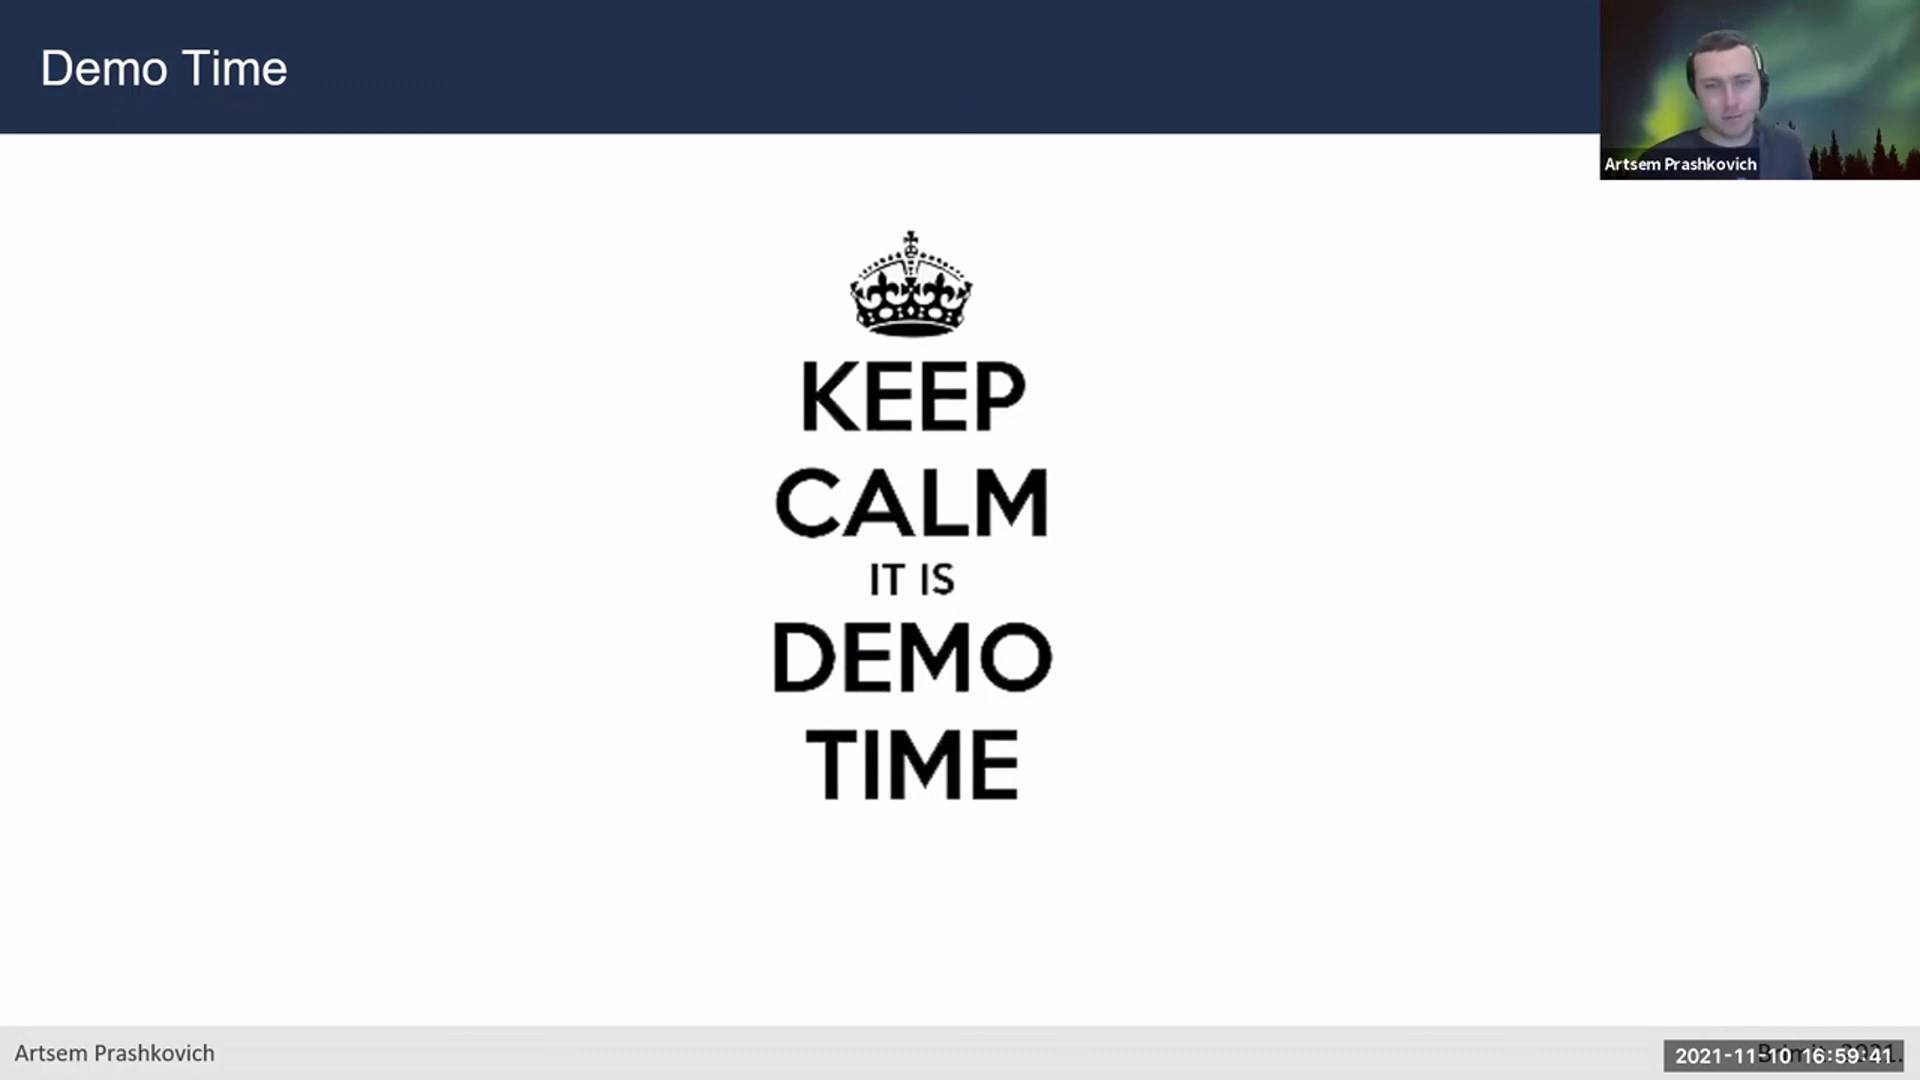 Demo Time
Artsem Prashkovich
KEEP
CALM
IT IS
DEMO
TIME
Artsem Prashkovich
2021-11-10 16:59:41